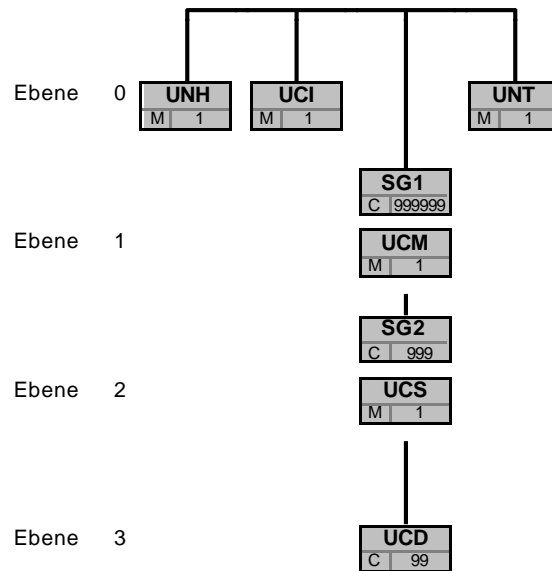 Ebene 0 UNH UCI UNT
M 1 M 1 M 1
SG1
C 999999
Ebene 1 UCM
M 1
SG2
C 999
Ebene 2 UCS
M 1
Ebene 3 UCD
C 99